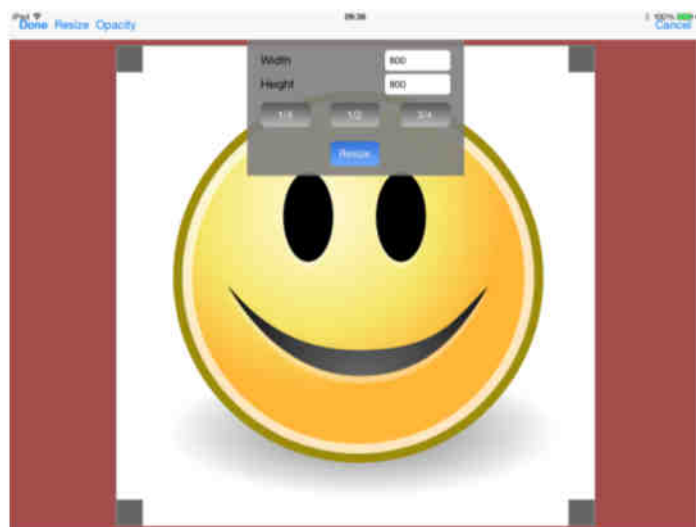 iPad 09:36 100%
Done Resize Opacity Cancel
Width 800
Height 800
1/4 1/2 3/4
Resize